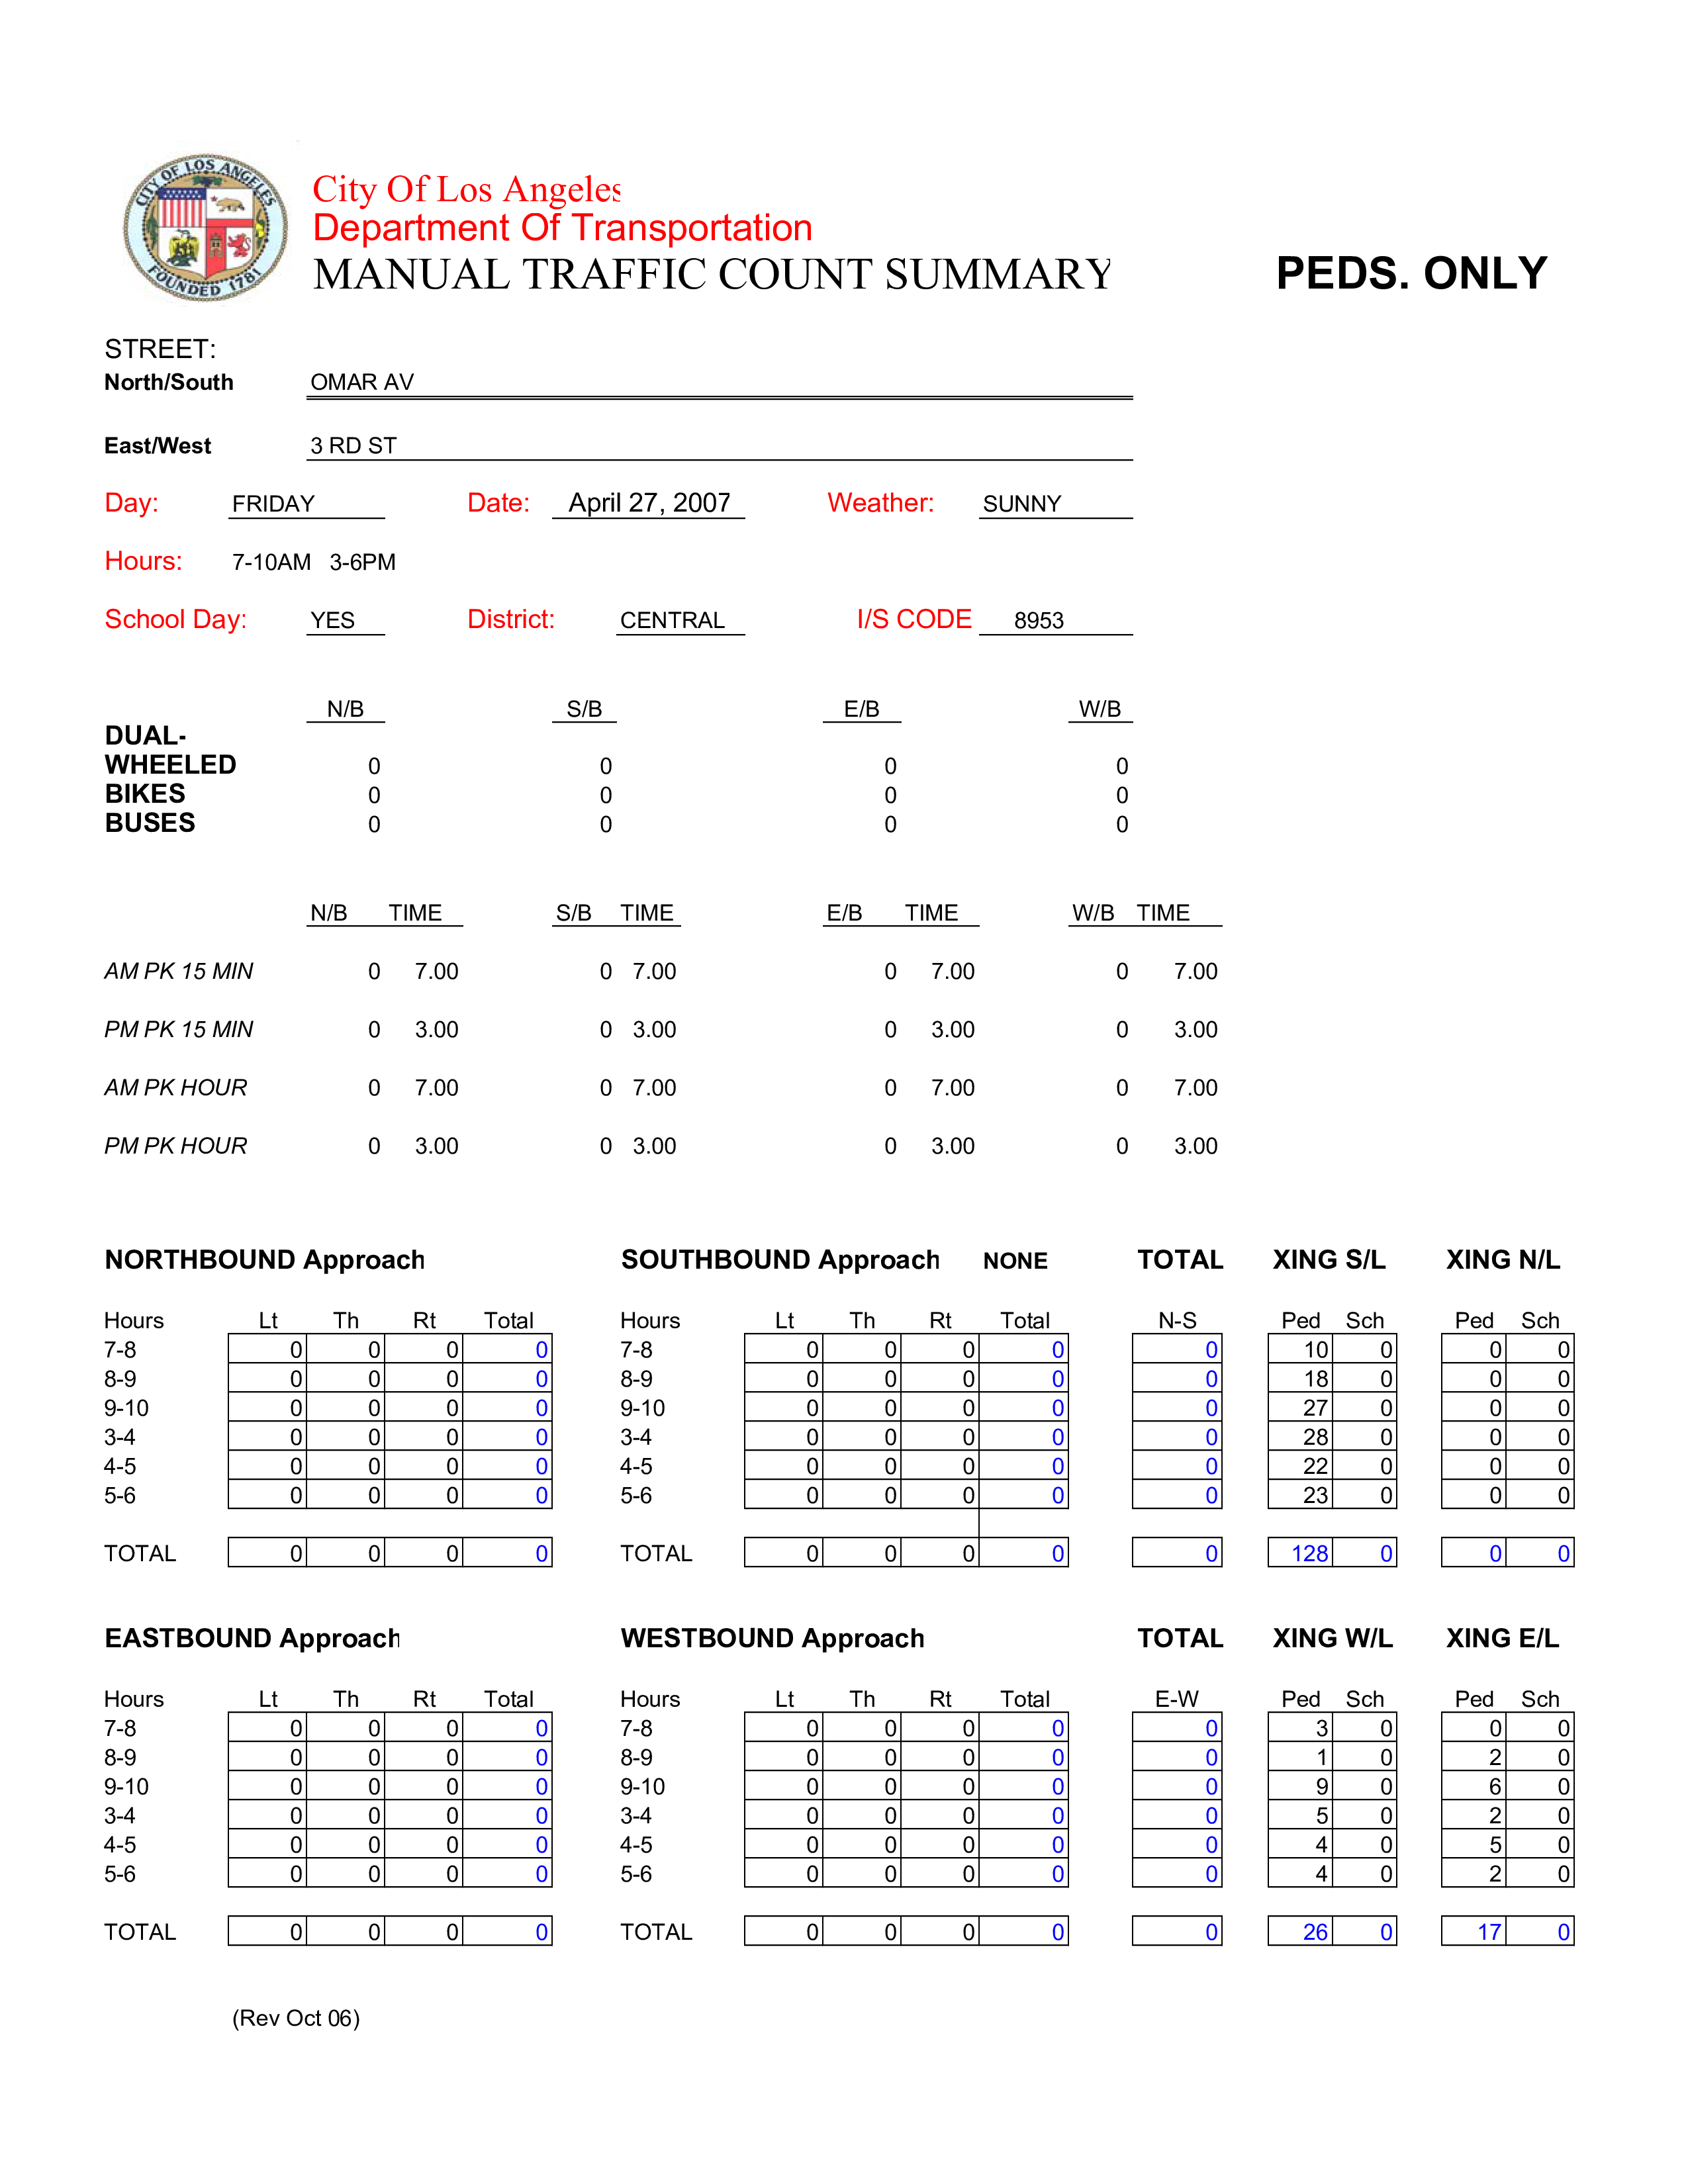 CITY OF LOS ANGELES
FOUNDED 1781
City Of Los Angeles
Department Of Transportation
MANUAL TRAFFIC COUNT SUMMARY
PEDS. ONLY
STREET:
North/South OMAR AV
East/West 3 RD ST
Day: FRIDAY Date: April 27, 2007 Weather: SUNNY
Hours: 7-10AM 3-6PM
School Day: YES District: CENTRAL I/S CODE 8953
N/B S/B E/B W/B
DUAL-
WHEELED 0 0 0 0
BIKES 0 0 0 0
BUSES 0 0 0 0
N/B TIME S/B TIME E/B TIME W/B TIME
AM PK 15 MIN 0 7.00 0 7.00 0 7.00 0 7.00
PM PK 15 MIN 0 3.00 0 3.00 0 3.00 0 3.00
AM PK HOUR 0 7.00 0 7.00 0 7.00 0 7.00
PM PK HOUR 0 3.00 0 3.00 0 3.00 0 3.00
NORTHBOUND Approach SOUTHBOUND Approach NONE TOTAL XING S/L XING N/L
Hours Lt Th Rt Total Hours Lt Th Rt Total N-S Ped Sch Ped Sch
7-8 0 0 0 0 7-8 0 0 0 0 0 10 0 0 0
8-9 0 0 0 0 8-9 0 0 0 0 0 18 0 0 0
9-10 0 0 0 0 9-10 0 0 0 0 0 27 0 0 0
3-4 0 0 0 0 3-4 0 0 0 0 0 28 0 0 0
4-5 0 0 0 0 4-5 0 0 0 0 0 22 0 0 0
5-6 0 0 0 0 5-6 0 0 0 0 0 23 0 0 0
TOTAL 0 0 0 0 TOTAL 0 0 0 0 0 128 0 0 0
EASTBOUND Approach WESTBOUND Approach TOTAL XING W/L XING E/L
Hours Lt Th Rt Total Hours Lt Th Rt Total E-W Ped Sch Ped Sch
7-8 0 0 0 0 7-8 0 0 0 0 0 3 0 0 0
8-9 0 0 0 0 8-9 0 0 0 0 0 1 0 2 0
9-10 0 0 0 0 9-10 0 0 0 0 0 9 0 6 0
3-4 0 0 0 0 3-4 0 0 0 0 0 5 0 2 0
4-5 0 0 0 0 4-5 0 0 0 0 0 4 0 5 0
5-6 0 0 0 0 5-6 0 0 0 0 0 4 0 2 0
TOTAL 0 0 0 0 TOTAL 0 0 0 0 0 26 0 17 0
(Rev Oct 06)